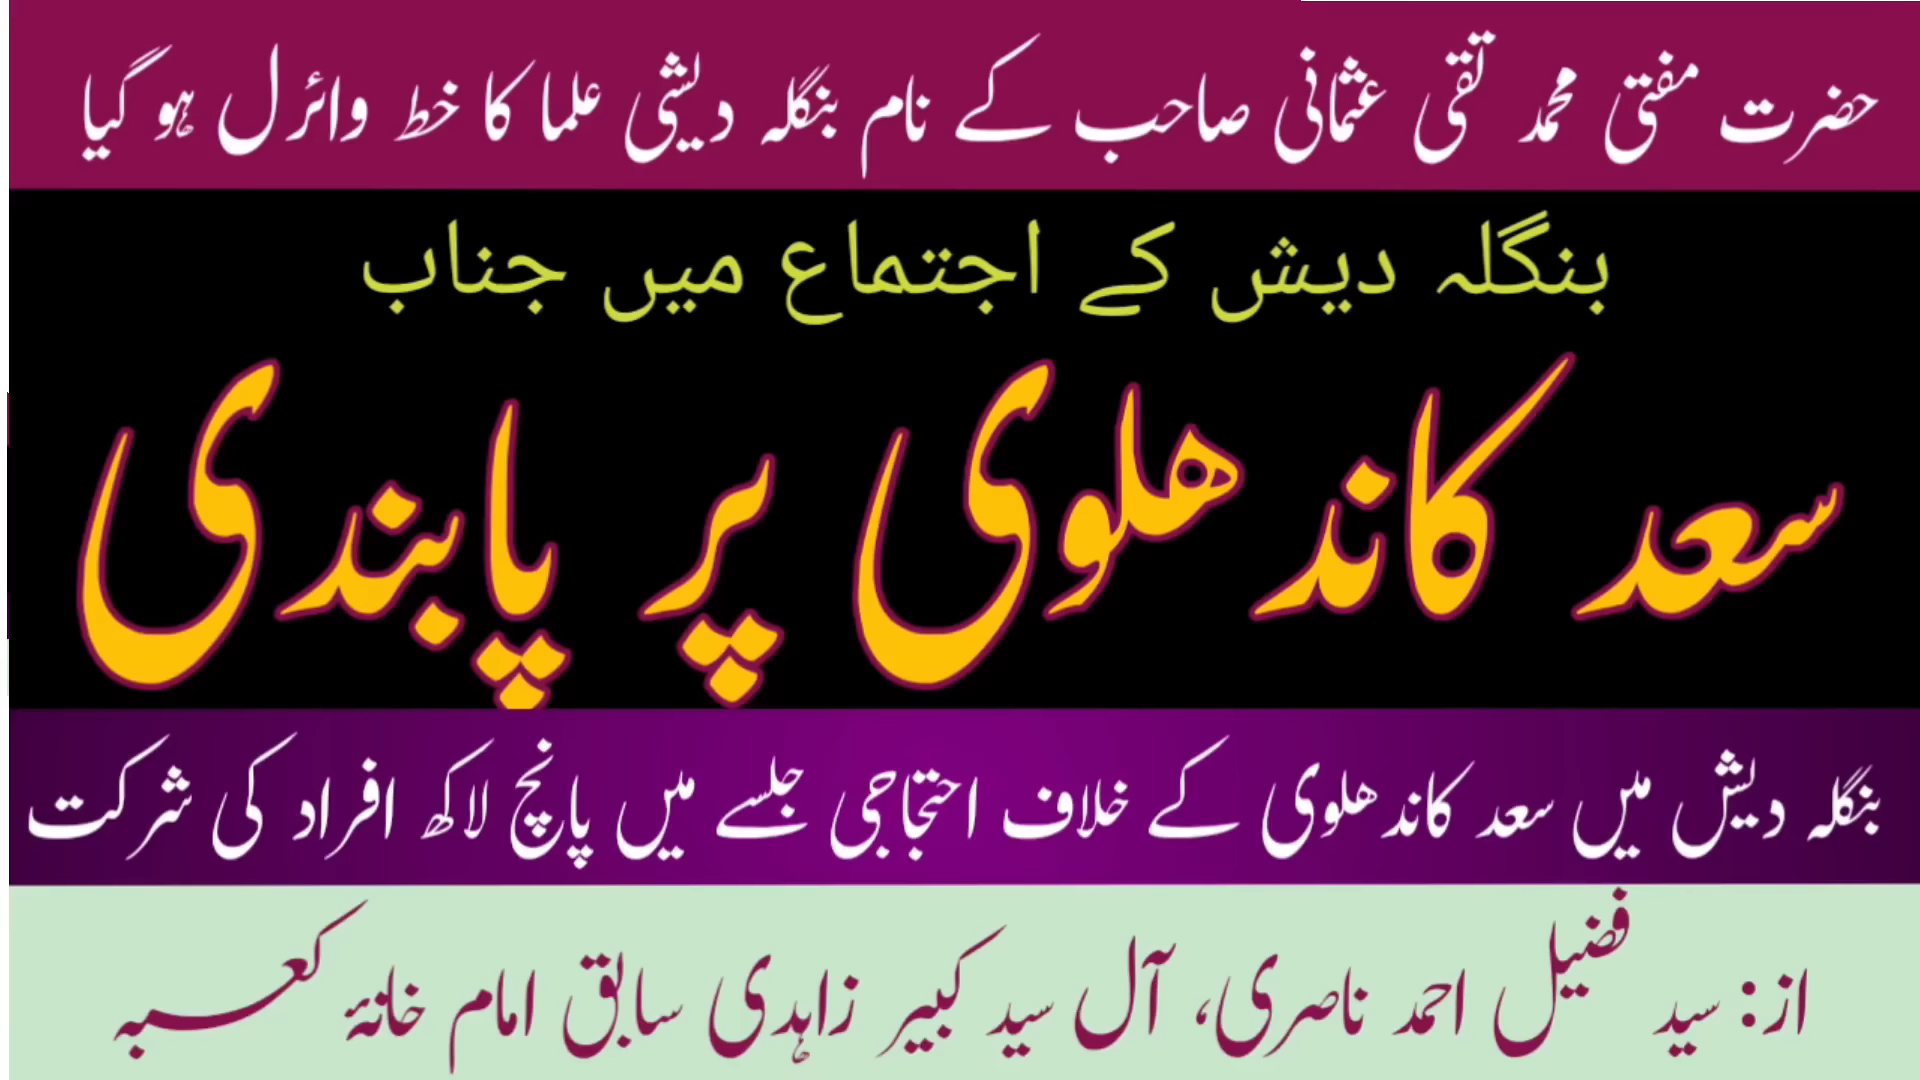 حضرت مفتی محمد تقی عثمانی صاحب کے نام بنگلہ دیشی علما کا خط وائرل ہو گیا
بنگلہ دیش کے اجتماع میں جناب
سعد کاندھلوی پر پابندی
بنگلہ دیش میں سعد کاندھلوی کے خلاف احتجاجی جلسے میں پانچ لاکھ افراد کی شرکت
از: سید فضیل احمد ناصری، آل سید کبیر زاہدی سابق امام خانۂ کعبہ